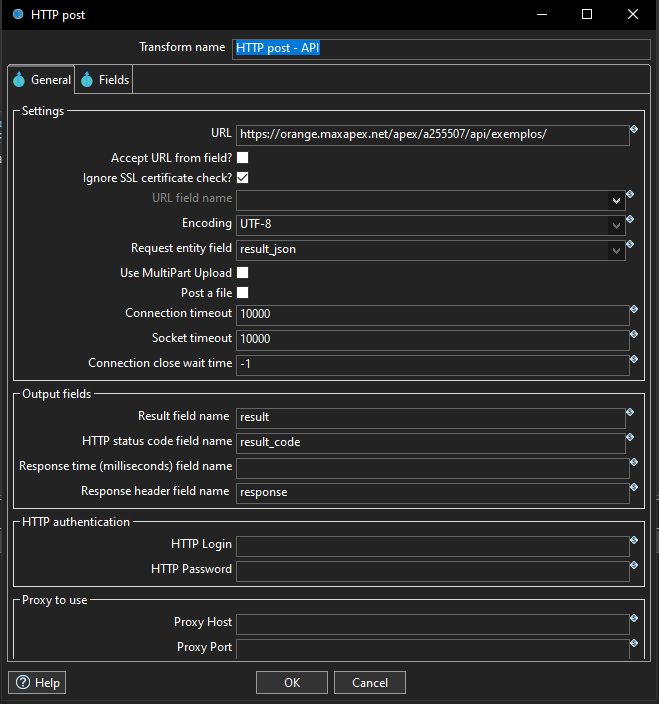 HTTP post
Transform name HTTP post - API
General Fields
Settings
URL https://orange.maxapex.net/apex/a255507/api/exemplos/
Accept URL from field?
Ignore SSL certificate check?
URL field name
Encoding UTF-8
Request entity field result_json
Use MultiPart Upload
Post a file
Connection timeout 10000
Socket timeout 10000
Connection close wait time -1
Output fields
Result field name result
HTTP status code field name result_code
Response time (milliseconds) field name
Response header field name response
HTTP authentication
HTTP Login
HTTP Password
Proxy to use
Proxy Host
Proxy Port
Help OK Cancel